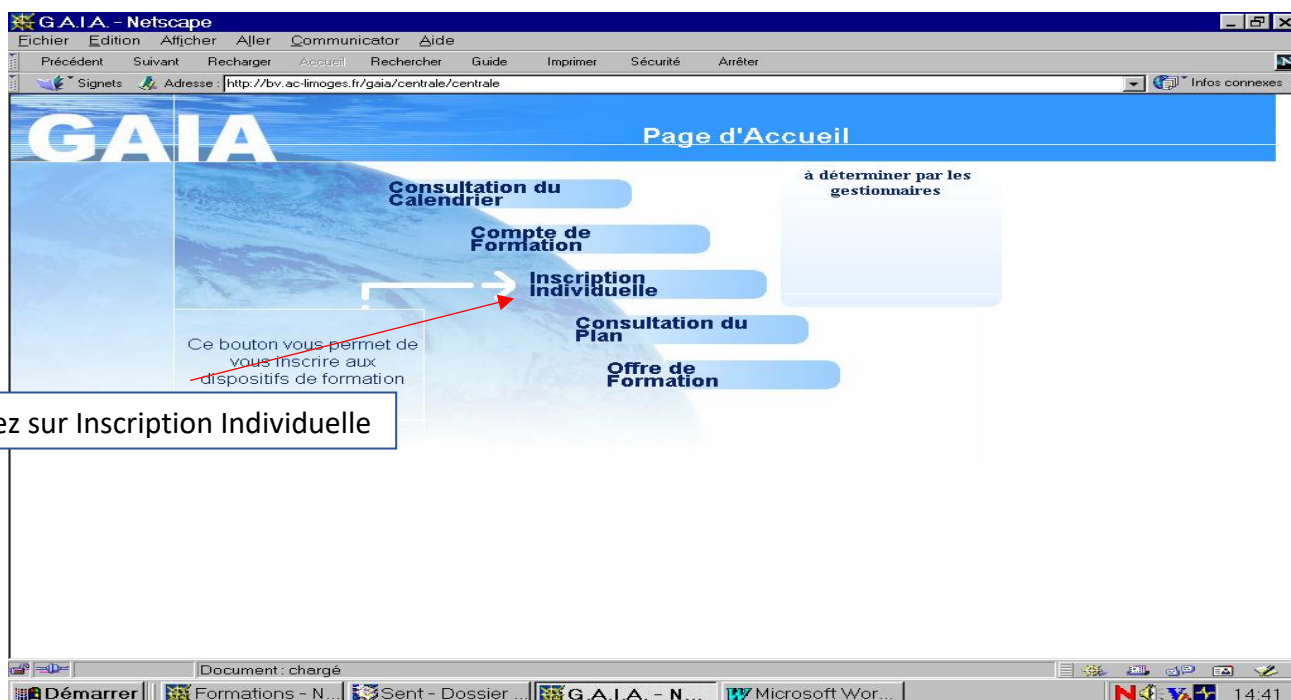 G.A.I.A. - Netscape
Fichier Edition Afficher Aller Communicator Aide
Précédent Suivant Recharger Accueil Rechercher Guide Imprimer Sécurité Arrêter
Signets Adresse : http://bv.ac-limoges.fr/gaia/centrale/centrale Infos connexes
GAIA
Page d'Accueil
à déterminer par les
gestionnaires
Consultation du
Calendrier
Compte de
Formation
Inscription
Individuelle
Consultation du
Plan
Offre de
Formation
Ce bouton vous permet de
vous inscrire aux
dispositifs de formation
ez sur Inscription Individuelle
Document : chargé
Démarrer Formations - N... Sent - Dossier ... G.A.I.A. - N... Microsoft Wor... 14:41